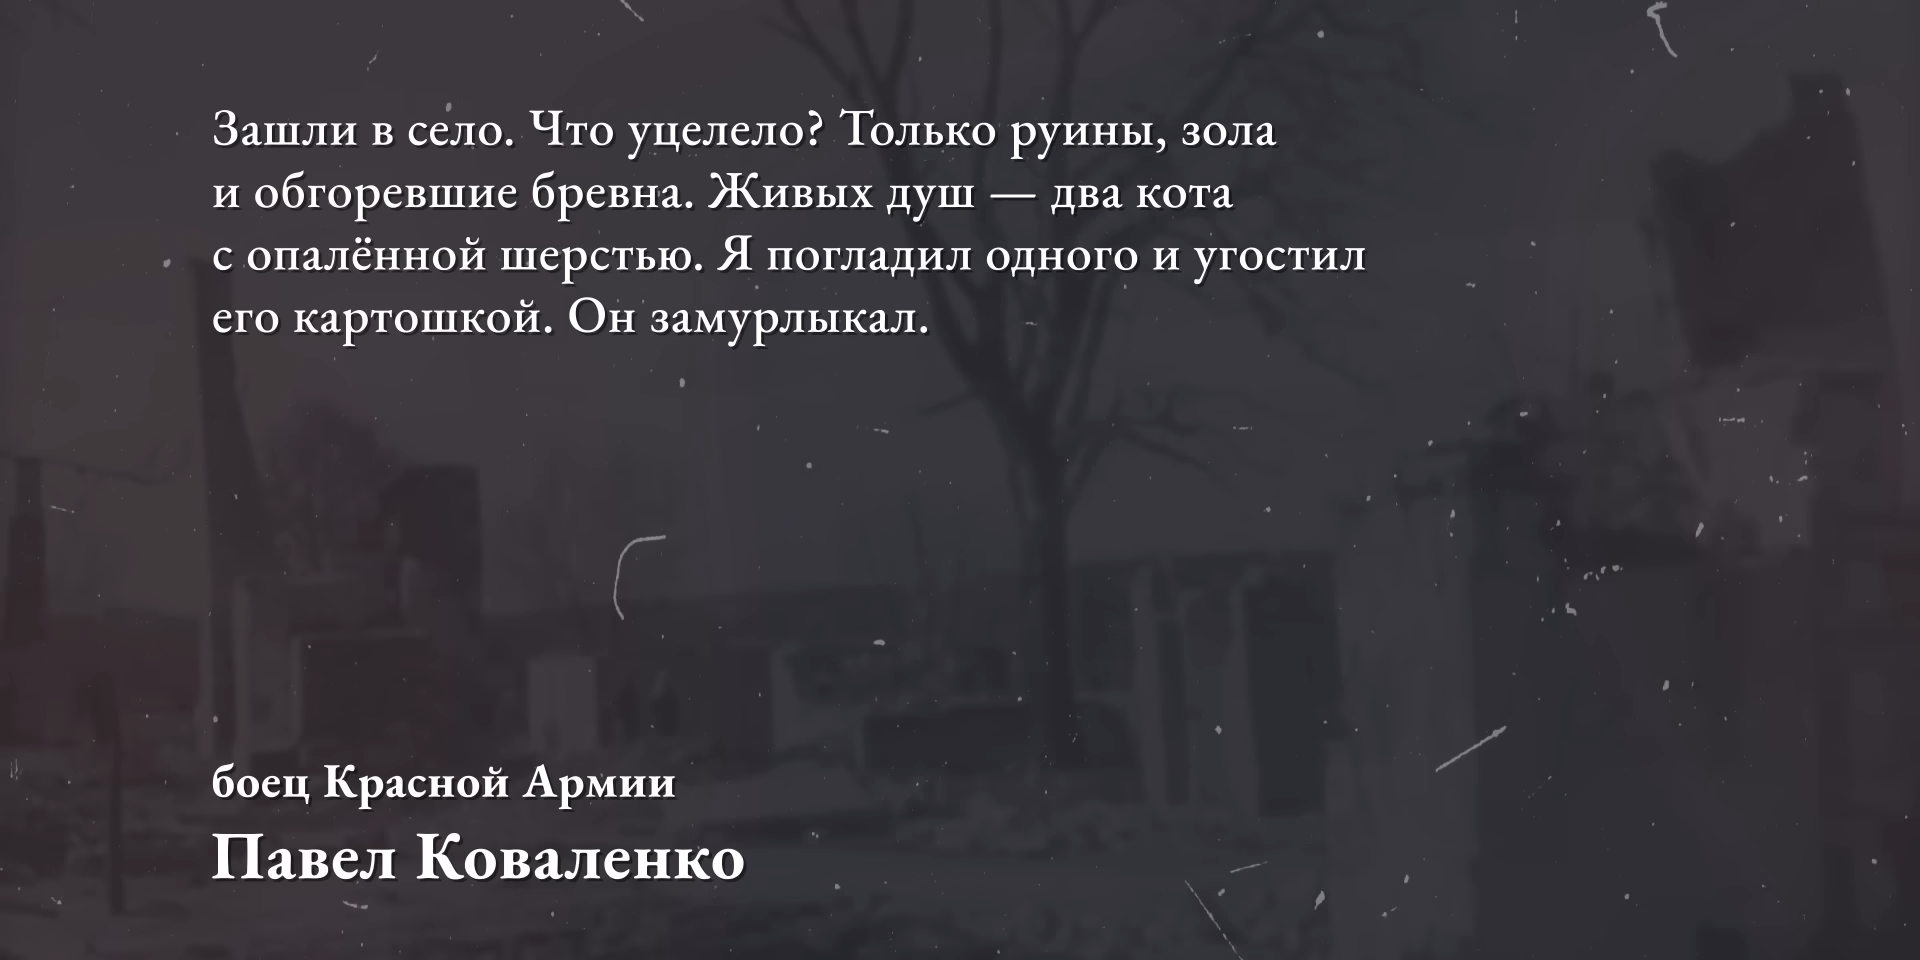 Зашли в село. Что уцелело? Только руины, зола
и обгоревшие бревна. Живых душ — два кота
с опалённой шерстью. Я погладил одного и угостил
его картошкой. Он замурлыкал.
боец Красной Армии
Павел Коваленко